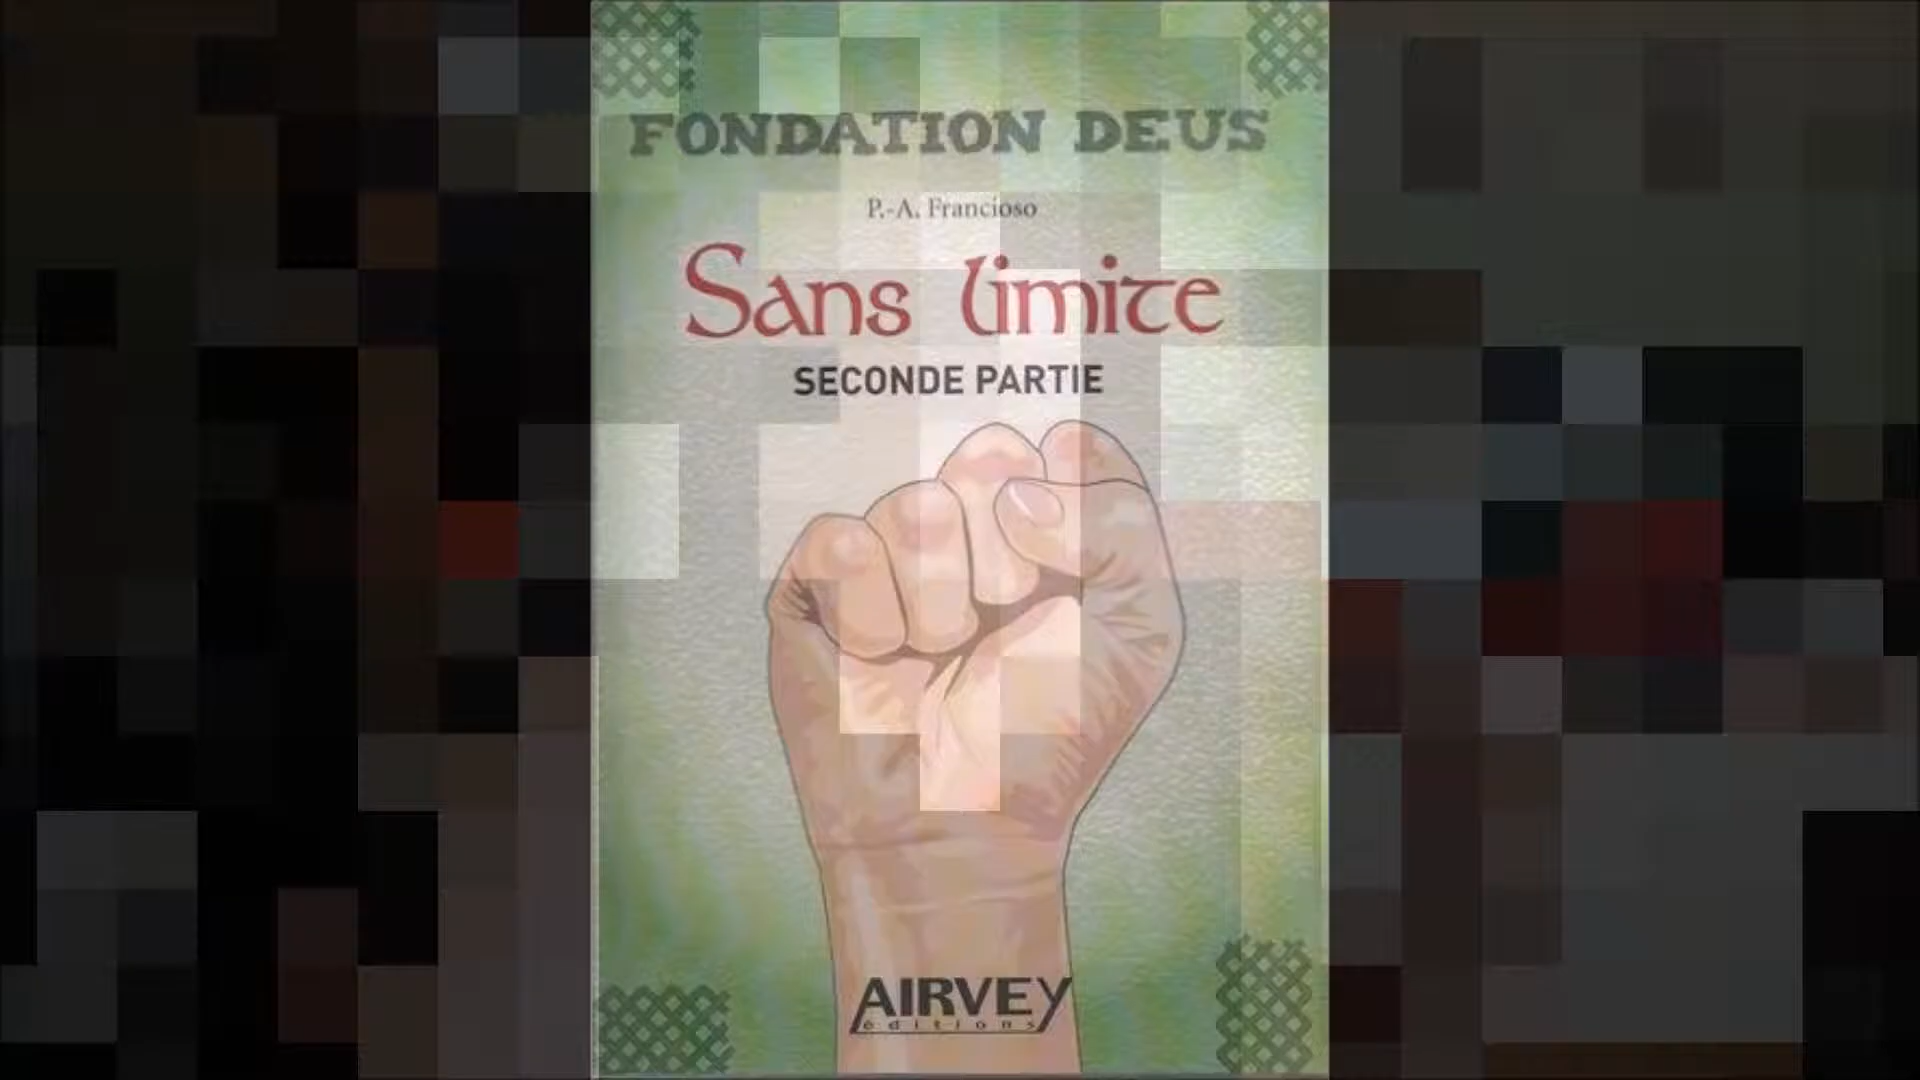 FONDATION DEUS
P.-A. Francioso
Sans limite
SECONDE PARTIE
AIRVEY
éditions